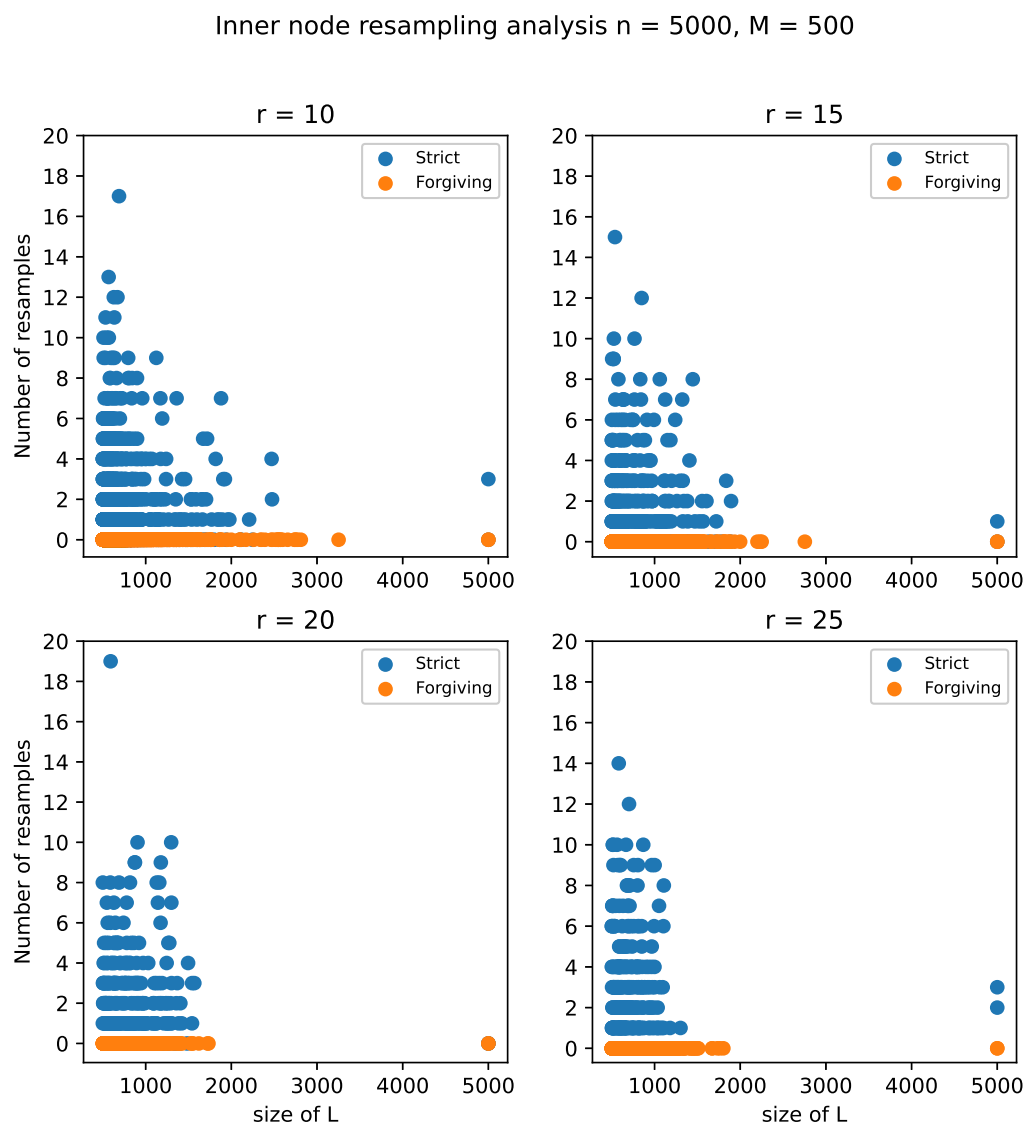 Inner node resampling analysis n = 5000, M = 500
r = 10
Number of resamples
20
18
16
14
12
10
8
6
4
2
0
Strict
Forgiving
1000 2000 3000 4000 5000
r = 15
20
18
16
14
12
10
8
6
4
2
0
Strict
Forgiving
1000 2000 3000 4000 5000
r = 20
Number of resamples
20
18
16
14
12
10
8
6
4
2
0
Strict
Forgiving
1000 2000 3000 4000 5000
size of L
r = 25
20
18
16
14
12
10
8
6
4
2
0
Strict
Forgiving
1000 2000 3000 4000 5000
size of L